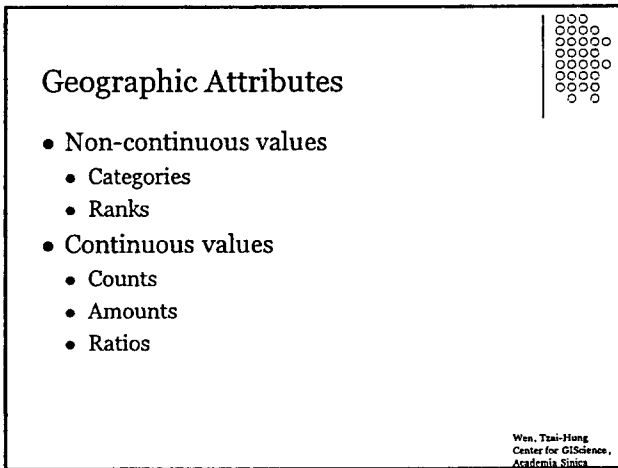 Geographic Attributes
• Non-continuous values
• Categories
• Ranks
• Continuous values
• Counts
• Amounts
• Ratios
Wen, Tzai-Hung
Center for GIScience,
Academia Sinica